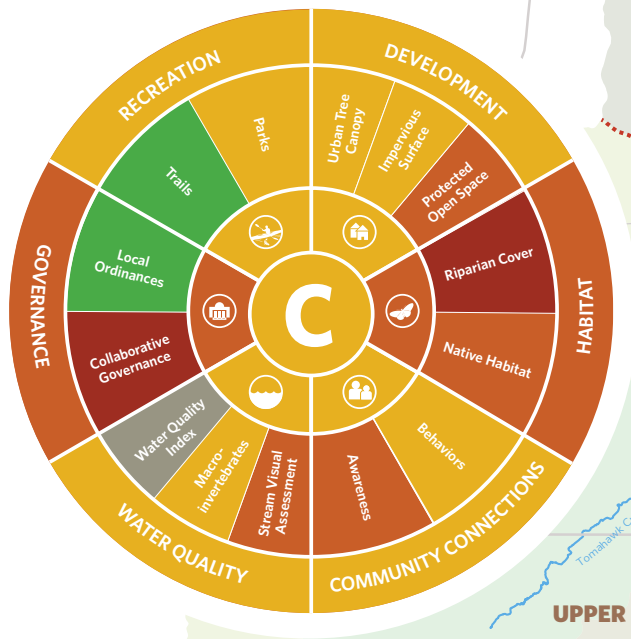 RECREATION
DEVELOPMENT
Parks
Urban Tree
Canopy
Impervious
Surface
Trails
Protected
Open Space
Local
Ordinances
Riparian Cover
GOVERNANCE
C
HABITAT
Collaborative
Governance
Native Habitat
Water Quality
Index
Macro-
invertebrates
Stream Visual
Assessment
Awareness
Behaviors
WATER QUALITY
COMMUNITY CONNECTIONS
Tomahawk
UPPER